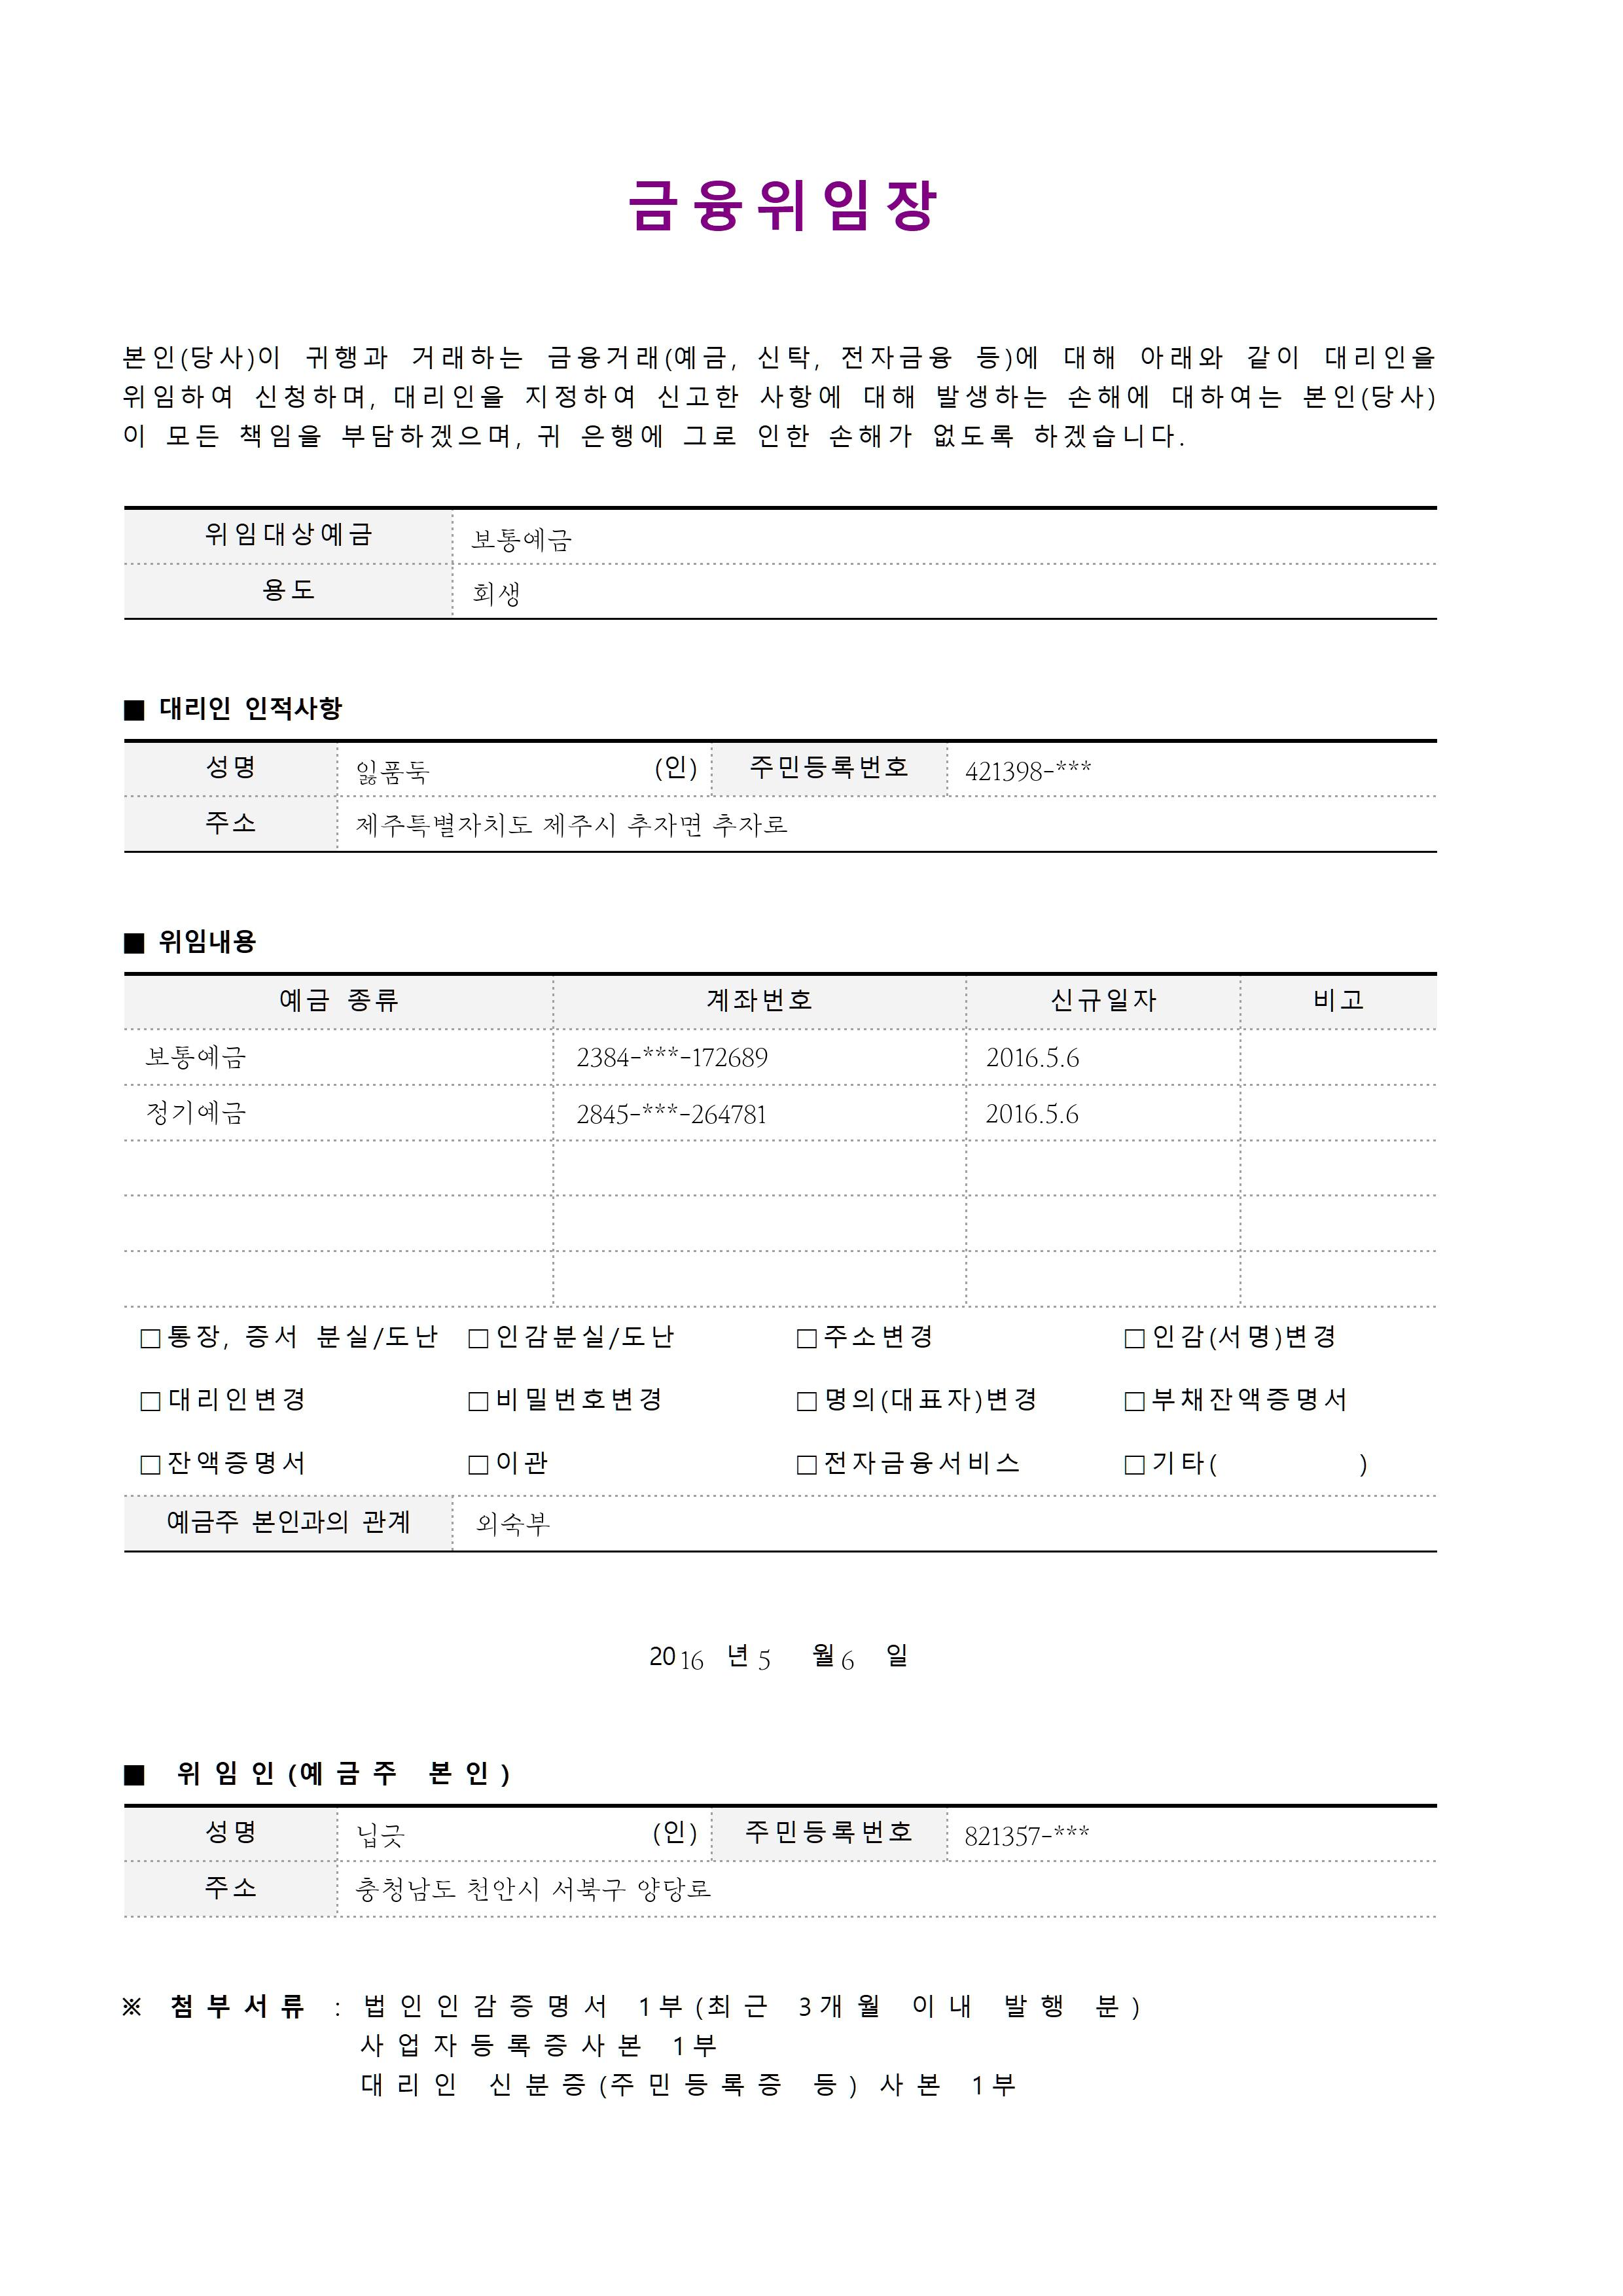 금융위임장
본인(당사)이 귀행과 거래하는 금융거래(예금, 신탁, 전자금융 등)에 대해 아래와 같이 대리인을
위임하여 신청하며, 대리인을 지정하여 신고한 사항에 대해 발생하는 손해에 대하여는 본인(당사)
이 모든 책임을 부담하겠으며, 귀 은행에 그로 인한 손해가 없도록 하겠습니다.
위임대상예금 보통예금
용도 회생
■ 대리인 인적사항
성명 잃품둑 (인) 주민등록번호 421398-***
주소 제주특별자치도 제주시 추자면 추자로
■ 위임내용
예금 종류 계좌번호 신규일자 비고
보통예금 2384-***-172689 2016.5.6
정기예금 2845-***-264781 2016.5.6
□통장, 증서 분실/도난 □인감분실/도난 □주소변경 □인감(서명)변경
□대리인변경 □비밀번호변경 □명의(대표자)변경 □부채잔액증명서
□잔액증명서 □이관 □전자금융서비스 □기타( )
예금주 본인과의 관계 외숙부
2016 년 5 월 6 일
■ 위임인(예금주 본인)
성명 닙긋 (인) 주민등록번호 821357-***
주소 충청남도 천안시 서북구 양당로
※ 첨부서류 : 법인인감증명서 1부(최근 3개월 이내 발행 분)
사업자등록증사본 1부
대리인 신분증(주민등록증 등) 사본 1부